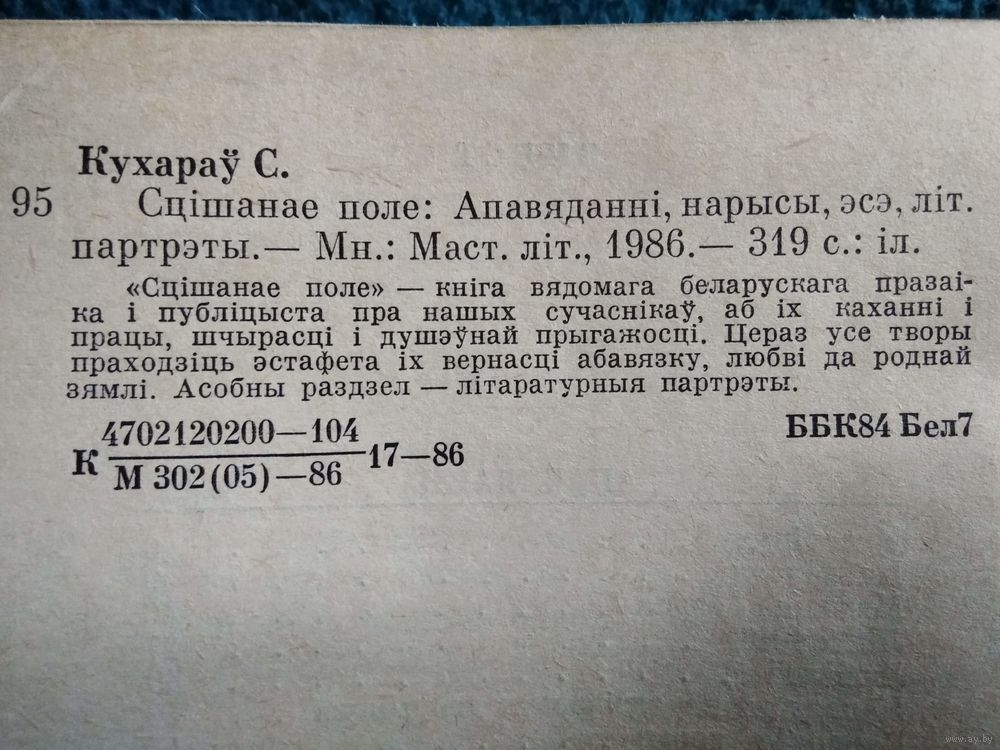 Кухараў С.
95 Сцішанае поле: Апавяданні, нарысы, эсэ, літ.
партрэты.— Мн.: Маст. літ., 1986.— 319 с.: іл.
«Сцішанае поле» — кніга вядомага беларускага празаі-
ка і публіцыста пра нашых сучаснікаў, аб іх каханні і
працы, шчырасці і душэўнай прыгажосці. Цераз усе творы
праходзіць эстафета іх вернасці абавязку, любві да роднай
зямлі. Асобны раздзел — літаратурныя партрэты.
К 4702120200—104
М 302(05)—86 17—86
ББК84 Бел7
www.ay.by